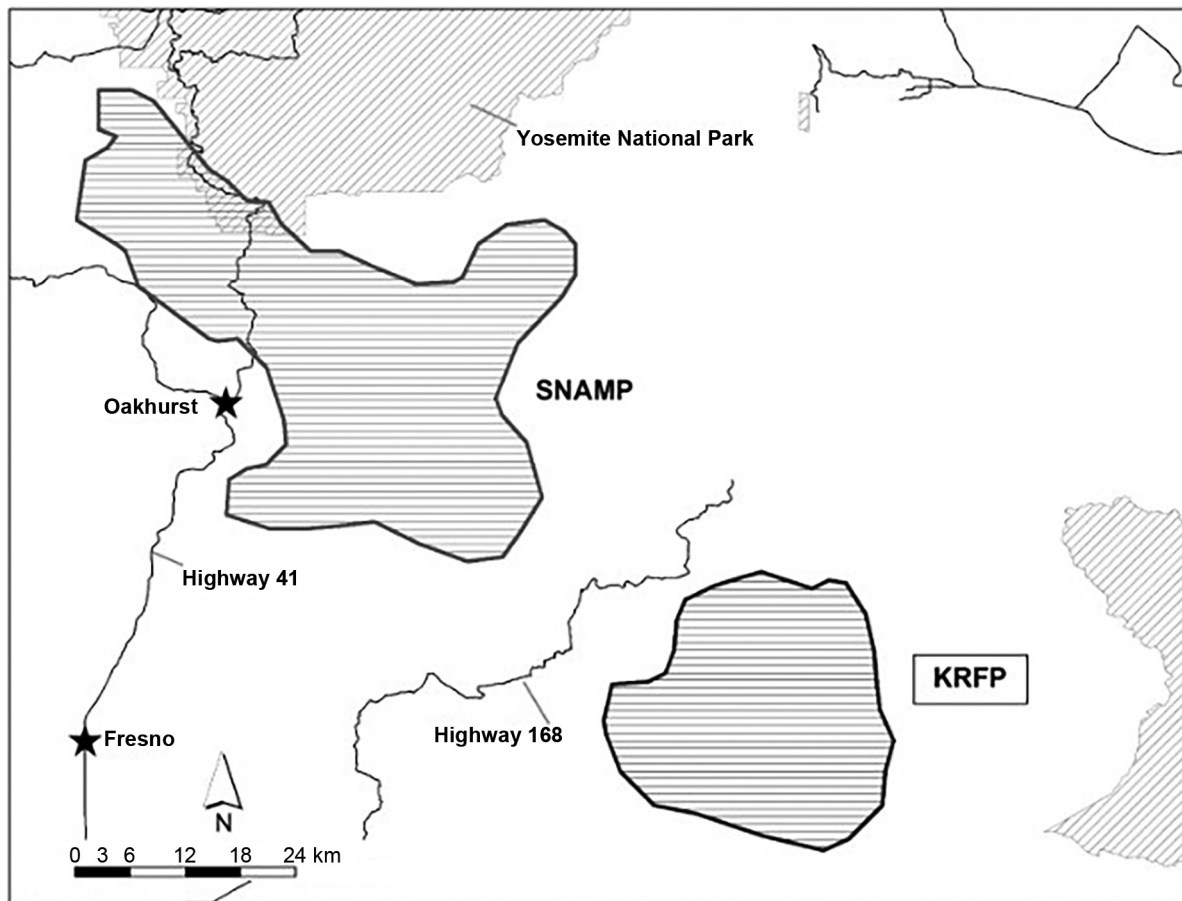 Yosemite National Park
SNAMP
Oakhurst
Highway 41
KRFP
Highway 168
Fresno
N
0 3 6 12 18 24 km